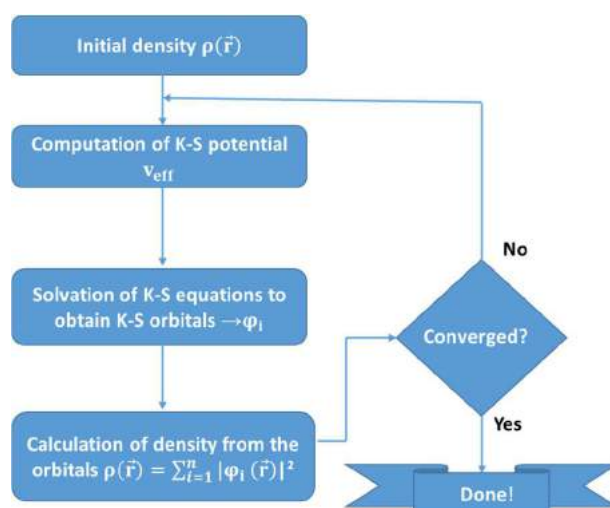 Initial density ρ(r⃗)
Computation of K-S potential
v_eff
Solvation of K-S equations to
obtain K-S orbitals →φᵢ
Calculation of density from the
orbitals ρ(r⃗) = ∑ⁿᵢ₌₁ |φᵢ (r⃗)|²
No
Converged?
Yes
Done!